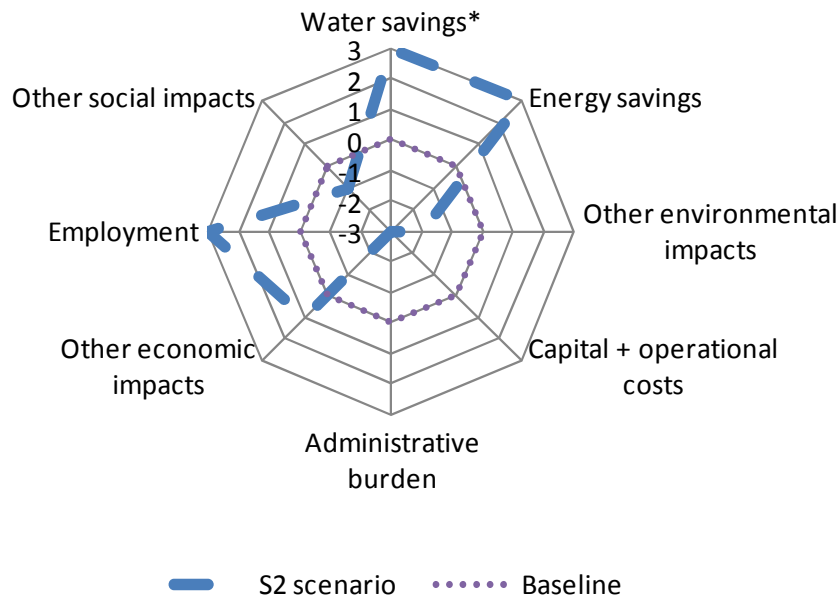 Water savings*
3
2
1
0
-1
-2
-3
Other social impacts
Energy savings
Employment
Other environmental
impacts
Other economic
impacts
Capital + operational
costs
Administrative
burden
S2 scenario
Baseline